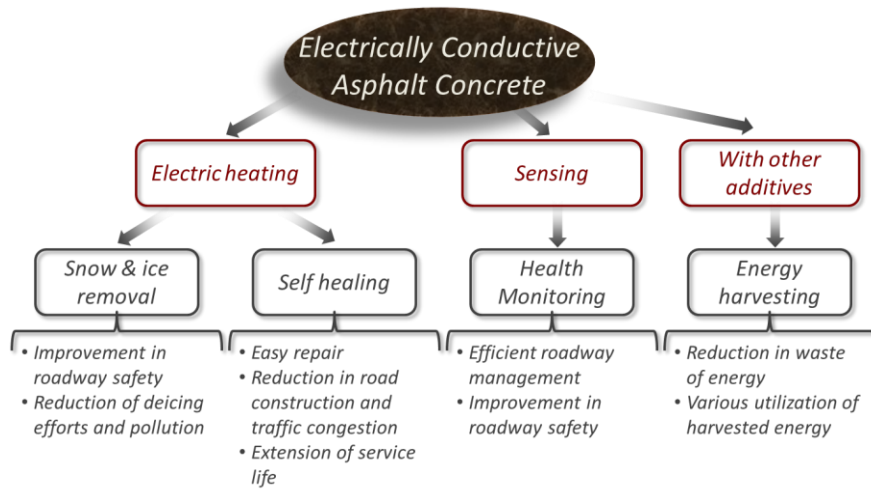 Electrically Conductive
Asphalt Concrete
Electric heating
Sensing
With other
additives
Snow & ice
removal
Self healing
Health
Monitoring
Energy
harvesting
• Improvement in
roadway safety
• Reduction of deicing
efforts and pollution
• Easy repair
• Reduction in road
construction and
traffic congestion
• Extension of service
life
• Efficient roadway
management
• Improvement in
roadway safety
• Reduction in waste
of energy
• Various utilization of
harvested energy